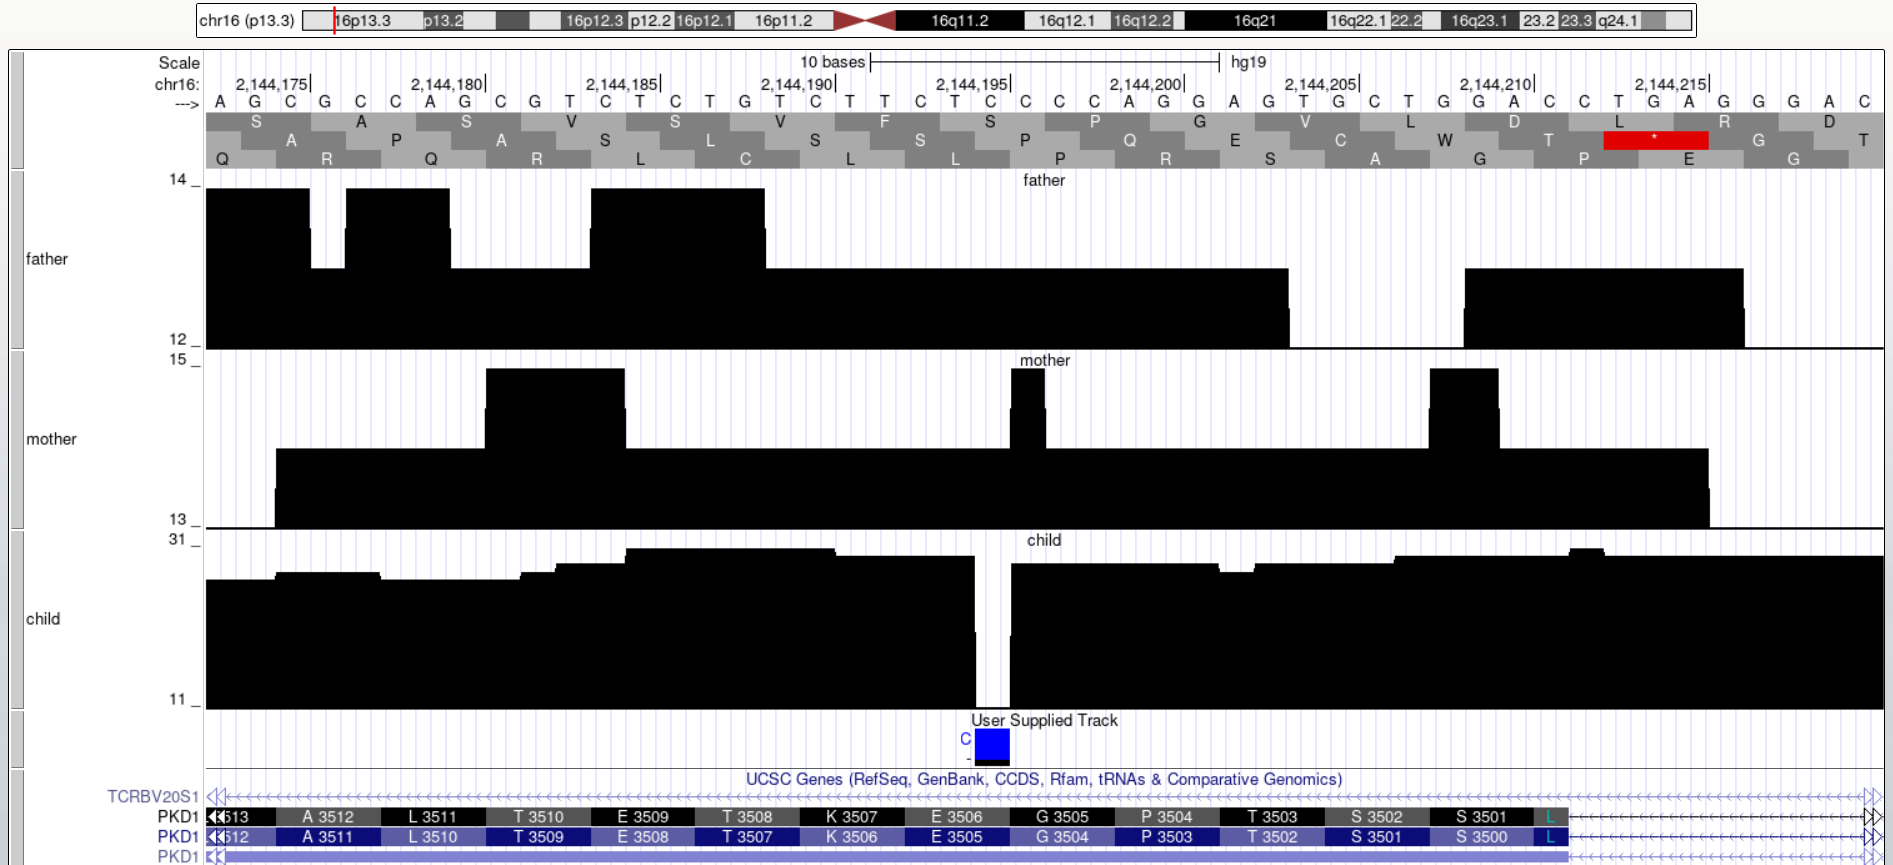 chr16 (p13.3) 16p13.3 p13.2 16p12.3 p12.2 16p12.1 16p11.2 16q11.2 16q12.1 16q12.2 16q21 16q22.1 22.2 16q23.1 23.2 23.3 q24.1
Scale 10 bases hg19
chr16: 2,144,175 2,144,180 2,144,185 2,144,190 2,144,195 2,144,200 2,144,205 2,144,210 2,144,215
---> A G C G C C A G C G T C T C T G T C T T C T C C C C A G G A G T G C T G G A C C T G A G G G A C
S A S V S V F S P G V L D L R D
A P A S L S S P Q E C W T * G T
Q R Q R L C L L P R S A G P E G
14 _
father
father
12 _
15 _
mother
mother
13 _
31 _
child
child
11 _
User Supplied Track
C
-
UCSC Genes (RefSeq, GenBank, CCDS, Rfam, tRNAs & Comparative Genomics)
TCRBV20S1
PKD1 513 A 3512 L 3511 T 3510 E 3509 T 3508 K 3507 E 3506 G 3505 P 3504 T 3503 S 3502 S 3501 L
PKD1 512 A 3511 L 3510 T 3509 E 3508 T 3507 K 3506 E 3505 G 3504 P 3503 T 3502 S 3501 S 3500 L
PKD1